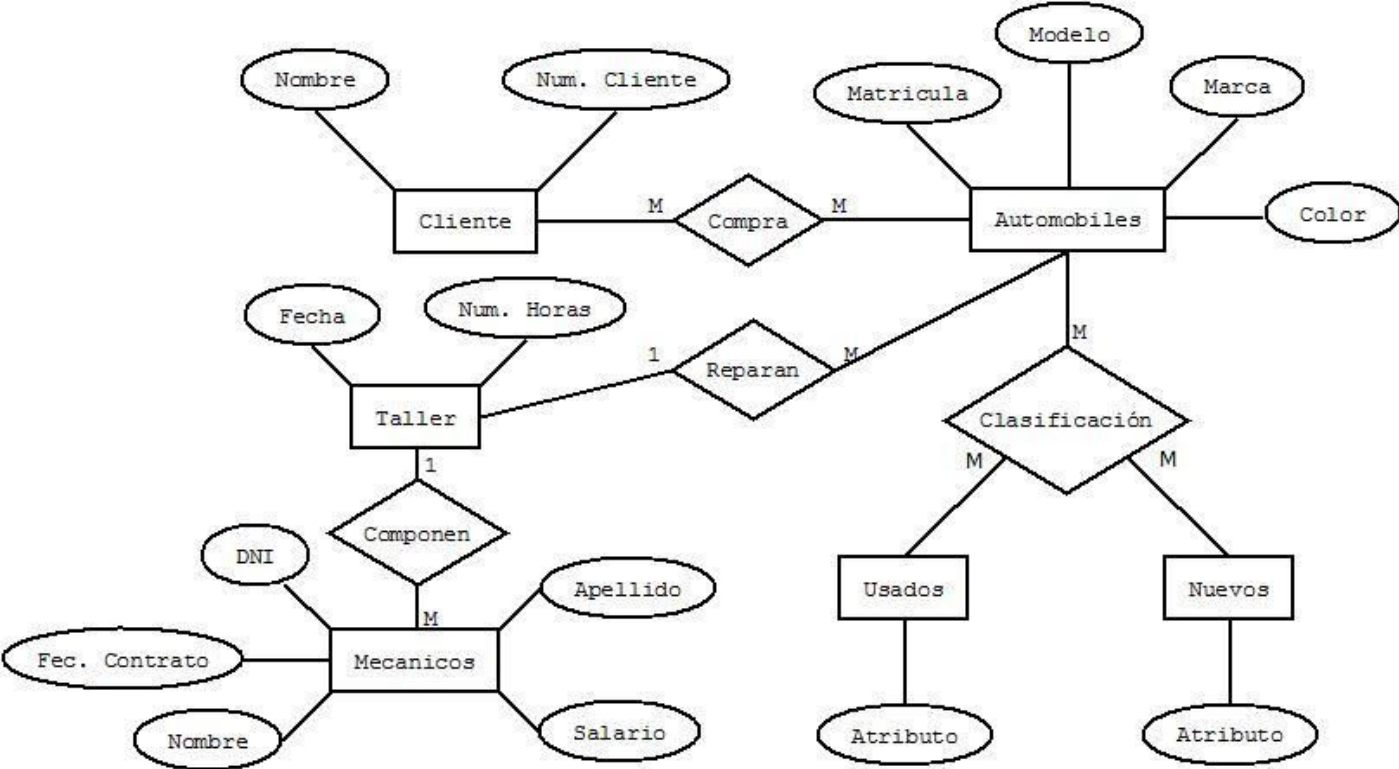 Modelo
Nombre
Num. Cliente
Matricula
Marca
Cliente
M
Compra
M
Automobiles
Color
Fecha
Num. Horas
1
Reparan
M
M
Taller
Clasificación
1
M
M
Componen
DNI
Apellido
Usados
Nuevos
M
Fec. Contrato
Mecanicos
Nombre
Salario
Atributo
Atributo